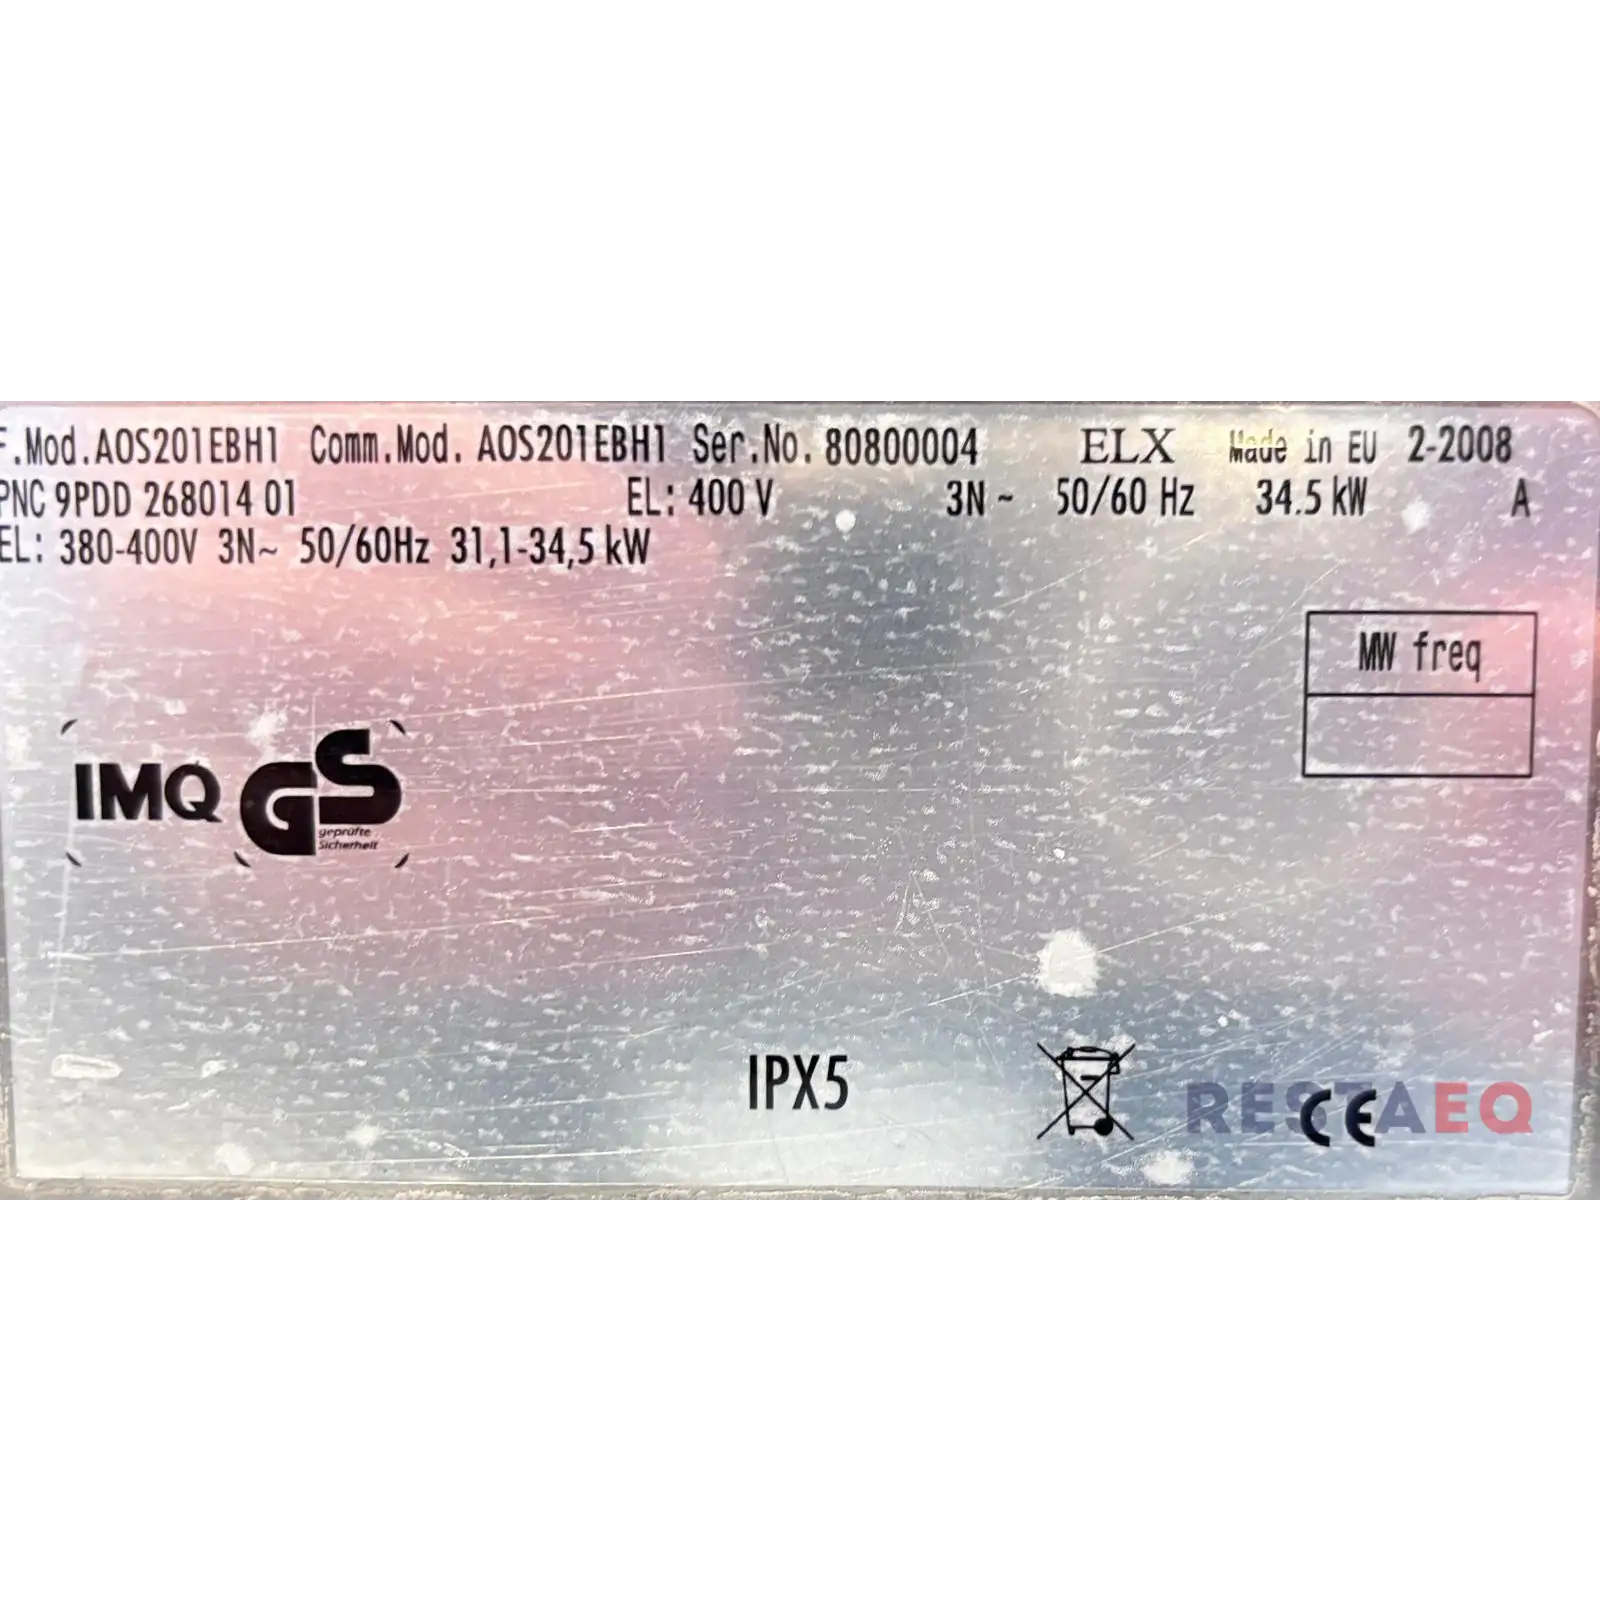 F.Mod.AOS201EBH1 Comm.Mod. AOS201EBH1 Ser.No. 80800004 ELX Made in EU 2-2008
PNC 9PDD 268014 01 EL: 400 V 3N ~ 50/60 Hz 34.5 kW A
EL: 380-400V 3N~ 50/60Hz 31,1-34,5 kW
MW freq
IMQ GS
geprüfte
Sicherheit
IPX5
RESTAEQ
CE